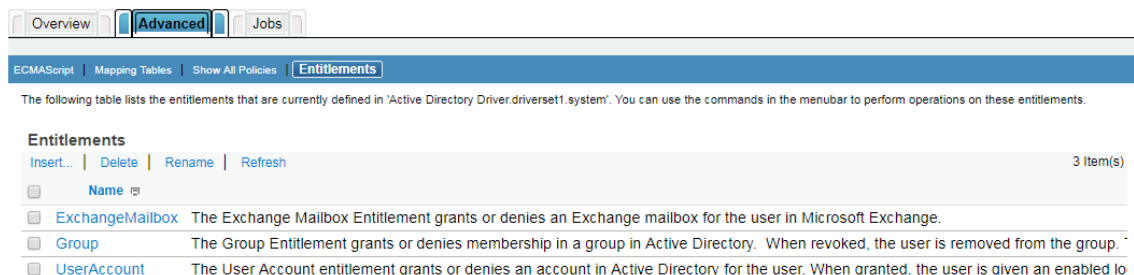 Overview Advanced Jobs
ECMAScript | Mapping Tables | Show All Policies | Entitlements
The following table lists the entitlements that are currently defined in 'Active Directory Driver.driverset1.system'. You can use the commands in the menubar to perform operations on these entitlements.
Entitlements
Insert... | Delete | Rename | Refresh 3 Item(s)
Name
ExchangeMailbox The Exchange Mailbox Entitlement grants or denies an Exchange mailbox for the user in Microsoft Exchange.
Group The Group Entitlement grants or denies membership in a group in Active Directory. When revoked, the user is removed from the group.
UserAccount The User Account entitlement grants or denies an account in Active Directory for the user. When granted, the user is given an enabled lo